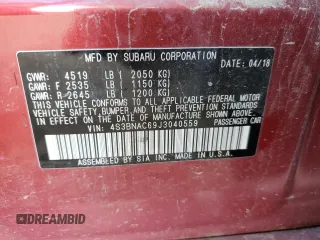 MFD BY SUBARU CORPORATION DATE: 04/18
GVWR: 4519 LB ( 2050 KG)
GAWR: F 2535 LB ( 1150 KG)
GAWR: R-2645 LB ( 1200 KG)
THIS VEHICLE CONFORMS TO ALL APPLICABLE FEDERAL MOTOR VEHICLE
SAFETY, BUMPER, AND THEFT PREVENTION STANDARDS IN EFFECT
ON THE DATE OF MANUFACTURE SHOWN ABOVE.
VIN: 4S3BNAC69J3040559 PASSENGER CAR
ASSEMBLED BY SIA INC. MADE IN U.S.A.
DREAMBID